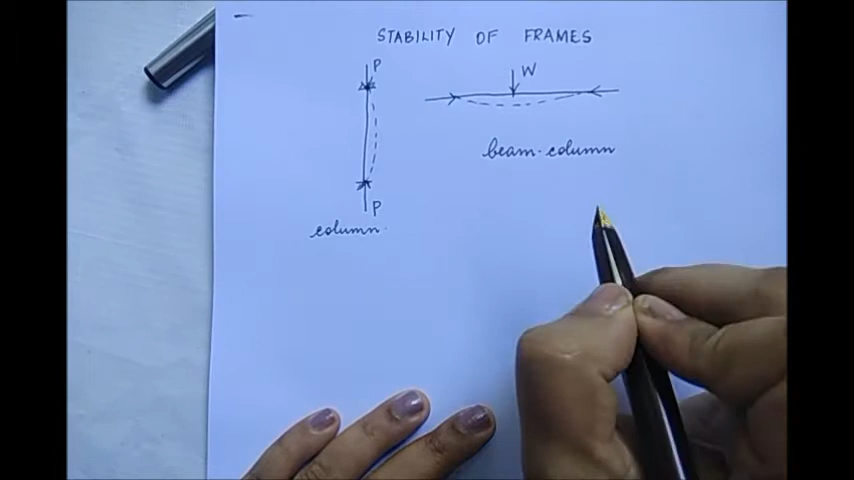 STABILITY OF FRAMES
P
W
beam-column
P
column.